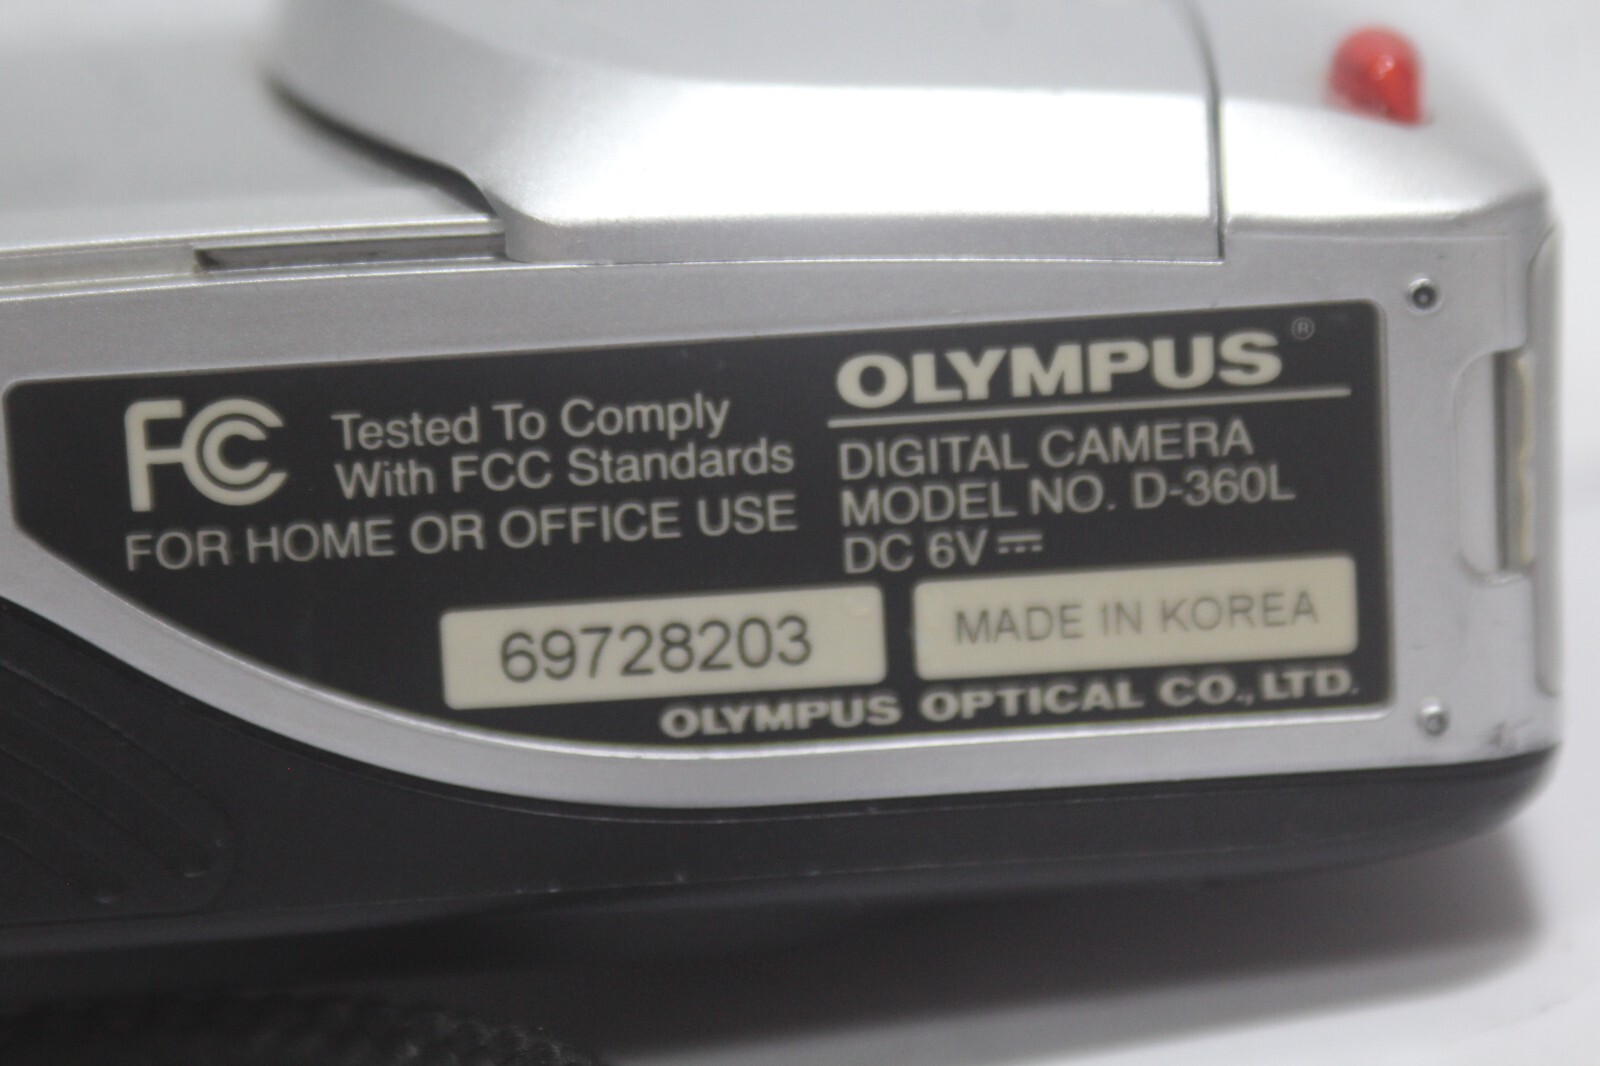 FC Tested To Comply
With FCC Standards
FOR HOME OR OFFICE USE
OLYMPUS®
DIGITAL CAMERA
MODEL NO. D-360L
DC 6V ⎓
69728203
MADE IN KOREA
OLYMPUS OPTICAL CO., LTD.